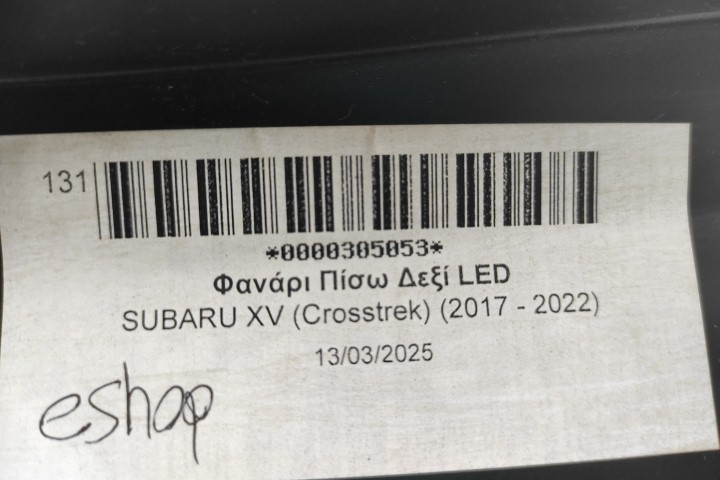 131
*0000305053*
Φανάρι Πίσω Δεξί LED
SUBARU XV (Crosstrek) (2017 - 2022)
13/03/2025
eshop